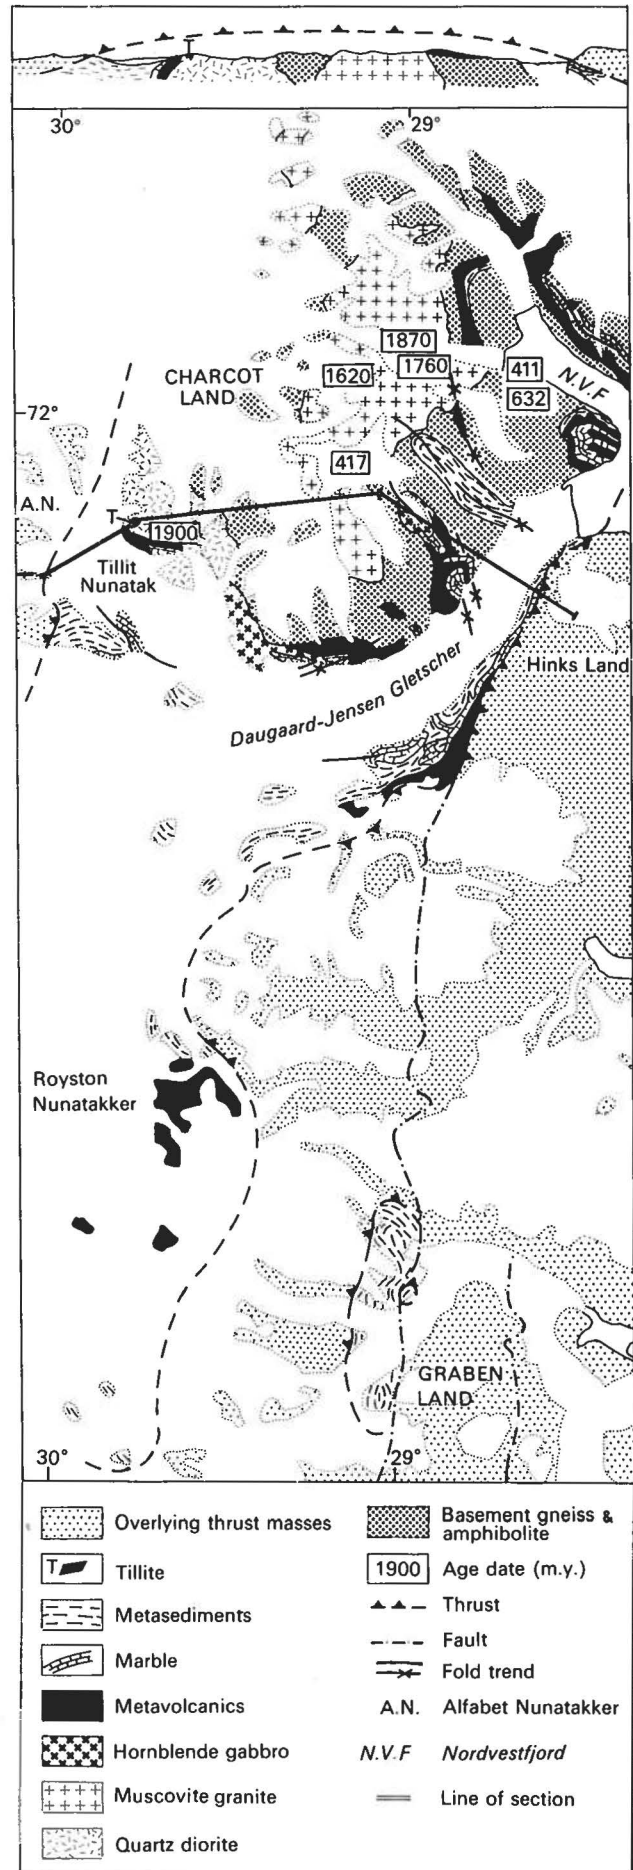 T
30°
29°
1870
1620
1760
411
632
N.V.F
CHARCOT
LAND
72°
417
A.N.
T
1900
Tillit
Nunatak
Hinks Land
Daugaard-Jensen Gletscher
Royston
Nunatakker
GRABEN
LAND
30°
29°
Overlying thrust masses
T Tillite
Metasediments
Marble
Metavolcanics
Hornblende gabbro
Muscovite granite
Quartz diorite
Basement gneiss &
amphibolite
1900 Age date (m.y.)
Thrust
Fault
Fold trend
A.N. Alfabet Nunatakker
N.V.F Nordvestfjord
Line of section